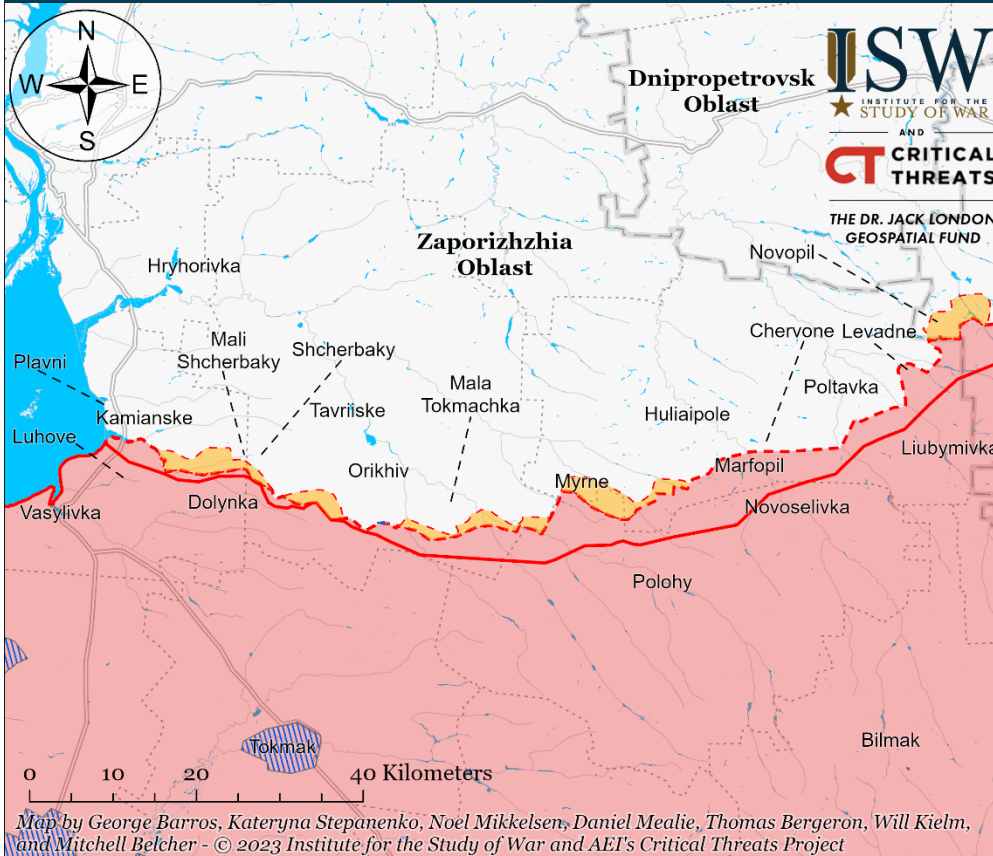 N
W
E
S
Dnipropetrovsk
Oblast
ISW
INSTITUTE FOR THE
STUDY OF WAR
AND
CT CRITICAL
THREATS
THE DR. JACK LONDON
GEOSPATIAL FUND
Zaporizhzhia
Oblast
Novopil
Hryhorivka
Mali
Shcherbaky
Shcherbaky
Chervone
Levadne
Plavni
Mala
Tokmachka
Poltavka
Kamianske
Tavriiske
Huliaipole
Luhove
Orikhiv
Marfopil
Liubymivka
Myrne
Vasylivka
Dolynka
Novoselivka
Polohy
Tokmak
Bilmak
0 10 20 40 Kilometers
Map by George Barros, Kateryna Stepanenko, Noel Mikkelsen, Daniel Mealie, Thomas Bergeron, Will Kielm,
and Mitchell Belcher - © 2023 Institute for the Study of War and AEI's Critical Threats Project